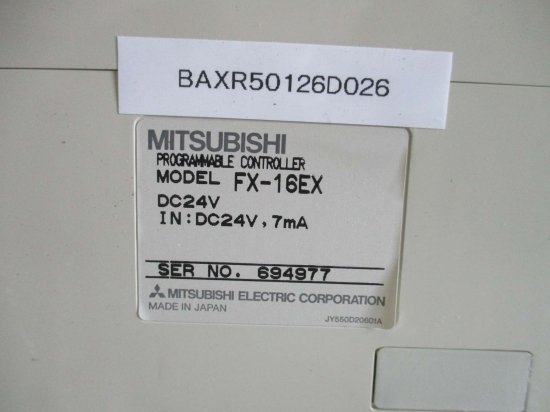 BAXR50126D026
MITSUBISHI
PROGRAMMABLE CONTROLLER
MODEL FX-16EX
DC24V
IN:DC24V,7mA
SER NO. 694977
MITSUBISHI ELECTRIC CORPORATION
MADE IN JAPAN
JY550D20601A